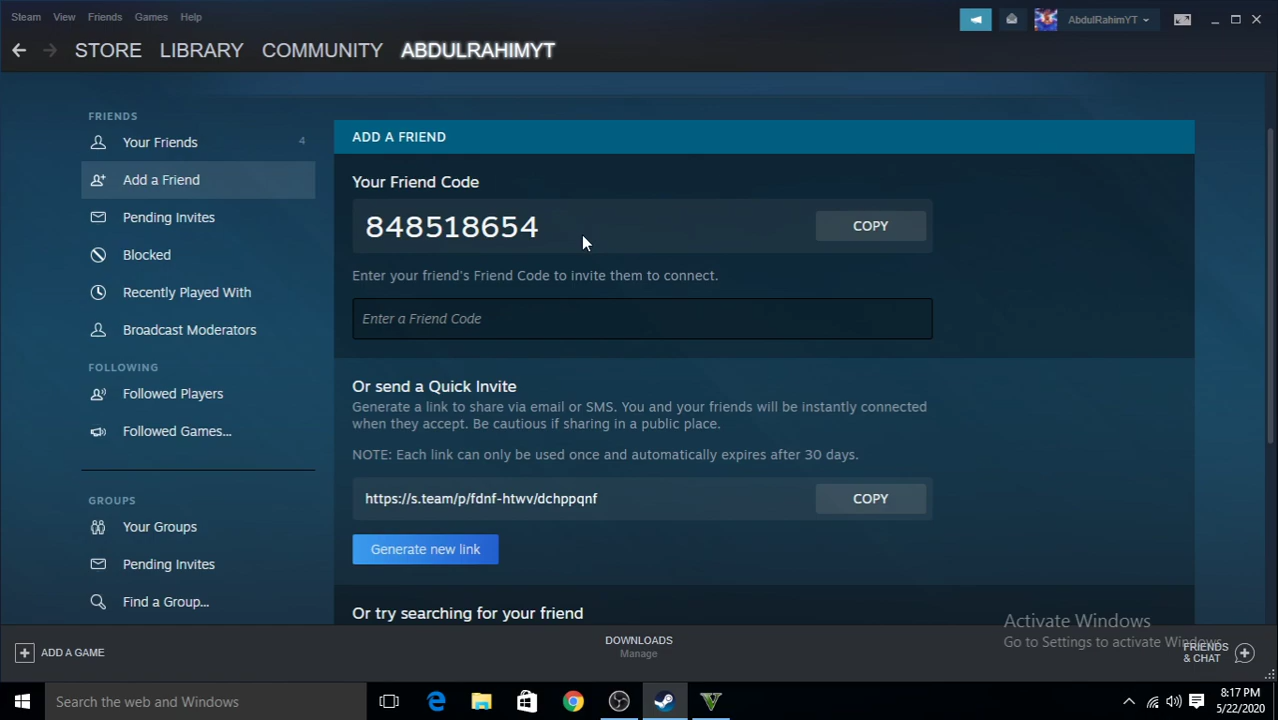 Steam View Friends Games Help
AbdulRahimYT
STORE LIBRARY COMMUNITY ABDULRAHIMYT
FRIENDS
Your Friends 4
Add a Friend
Pending Invites
Blocked
Recently Played With
Broadcast Moderators
FOLLOWING
Followed Players
Followed Games...
GROUPS
Your Groups
Pending Invites
Find a Group...
ADD A FRIEND
Your Friend Code
848518654 COPY
Enter your friend's Friend Code to invite them to connect.
Enter a Friend Code
Or send a Quick Invite
Generate a link to share via email or SMS. You and your friends will be instantly connected
when they accept. Be cautious if sharing in a public place.
NOTE: Each link can only be used once and automatically expires after 30 days.
https://s.team/p/fdnf-htwv/dchppqnf COPY
Generate new link
Or try searching for your friend
Activate Windows
Go to Settings to activate Windows.
ADD A GAME
DOWNLOADS
Manage
FRIENDS
& CHAT
Search the web and Windows
8:17 PM
5/22/2020